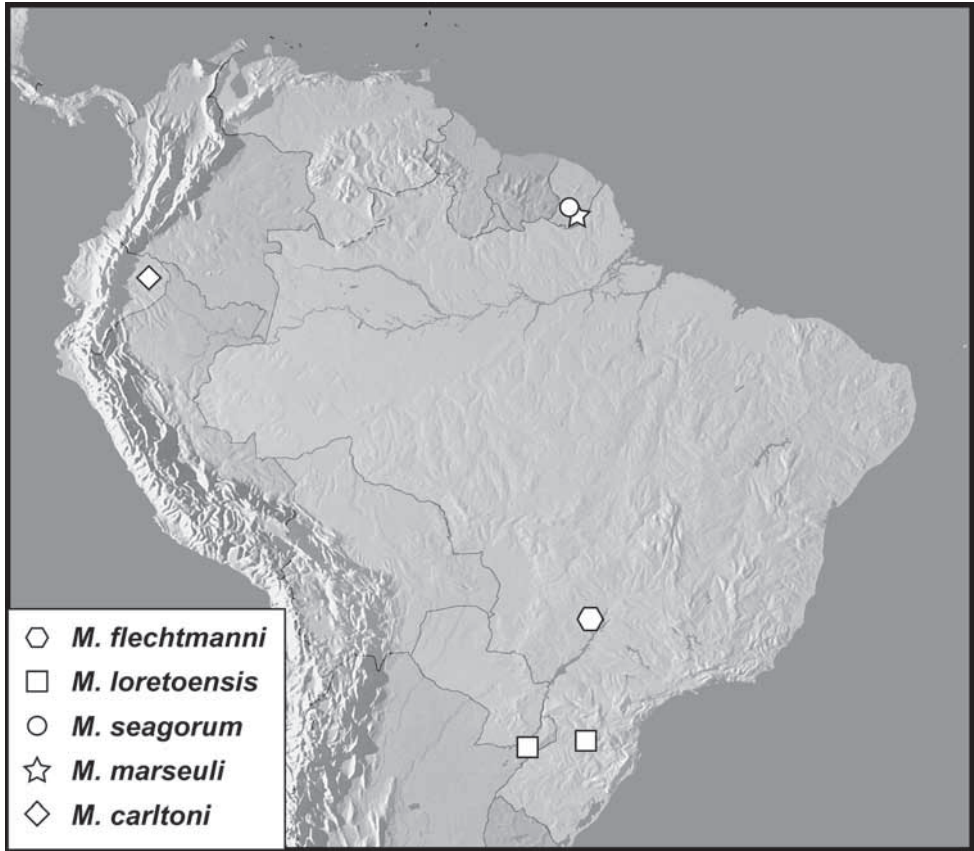 M. flechtmanni
M. loretoensis
M. seagorum
M. marseuli
M. carltoni